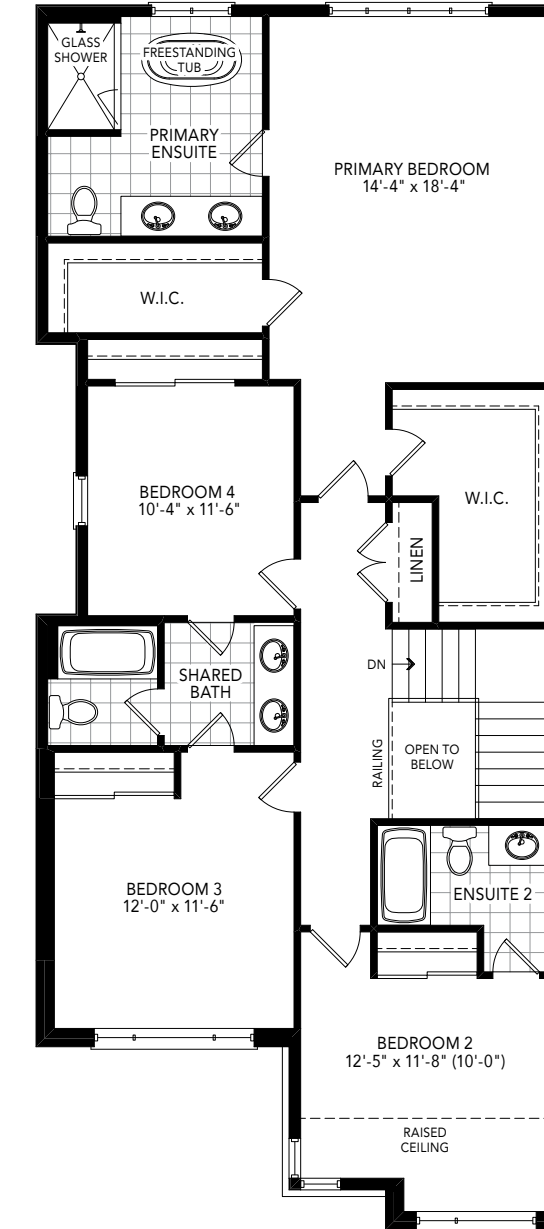 GLASS
SHOWER
FREESTANDING
TUB
PRIMARY
ENSUITE
PRIMARY BEDROOM
14'-4" x 18'-4"
W.I.C.
BEDROOM 4
10'-4" x 11'-6"
W.I.C.
LINEN
SHARED
BATH
DN
RAILING
OPEN TO
BELOW
BEDROOM 3
12'-0" x 11'-6"
ENSUITE 2
BEDROOM 2
12'-5" x 11'-8" (10'-0")
RAISED
CEILING